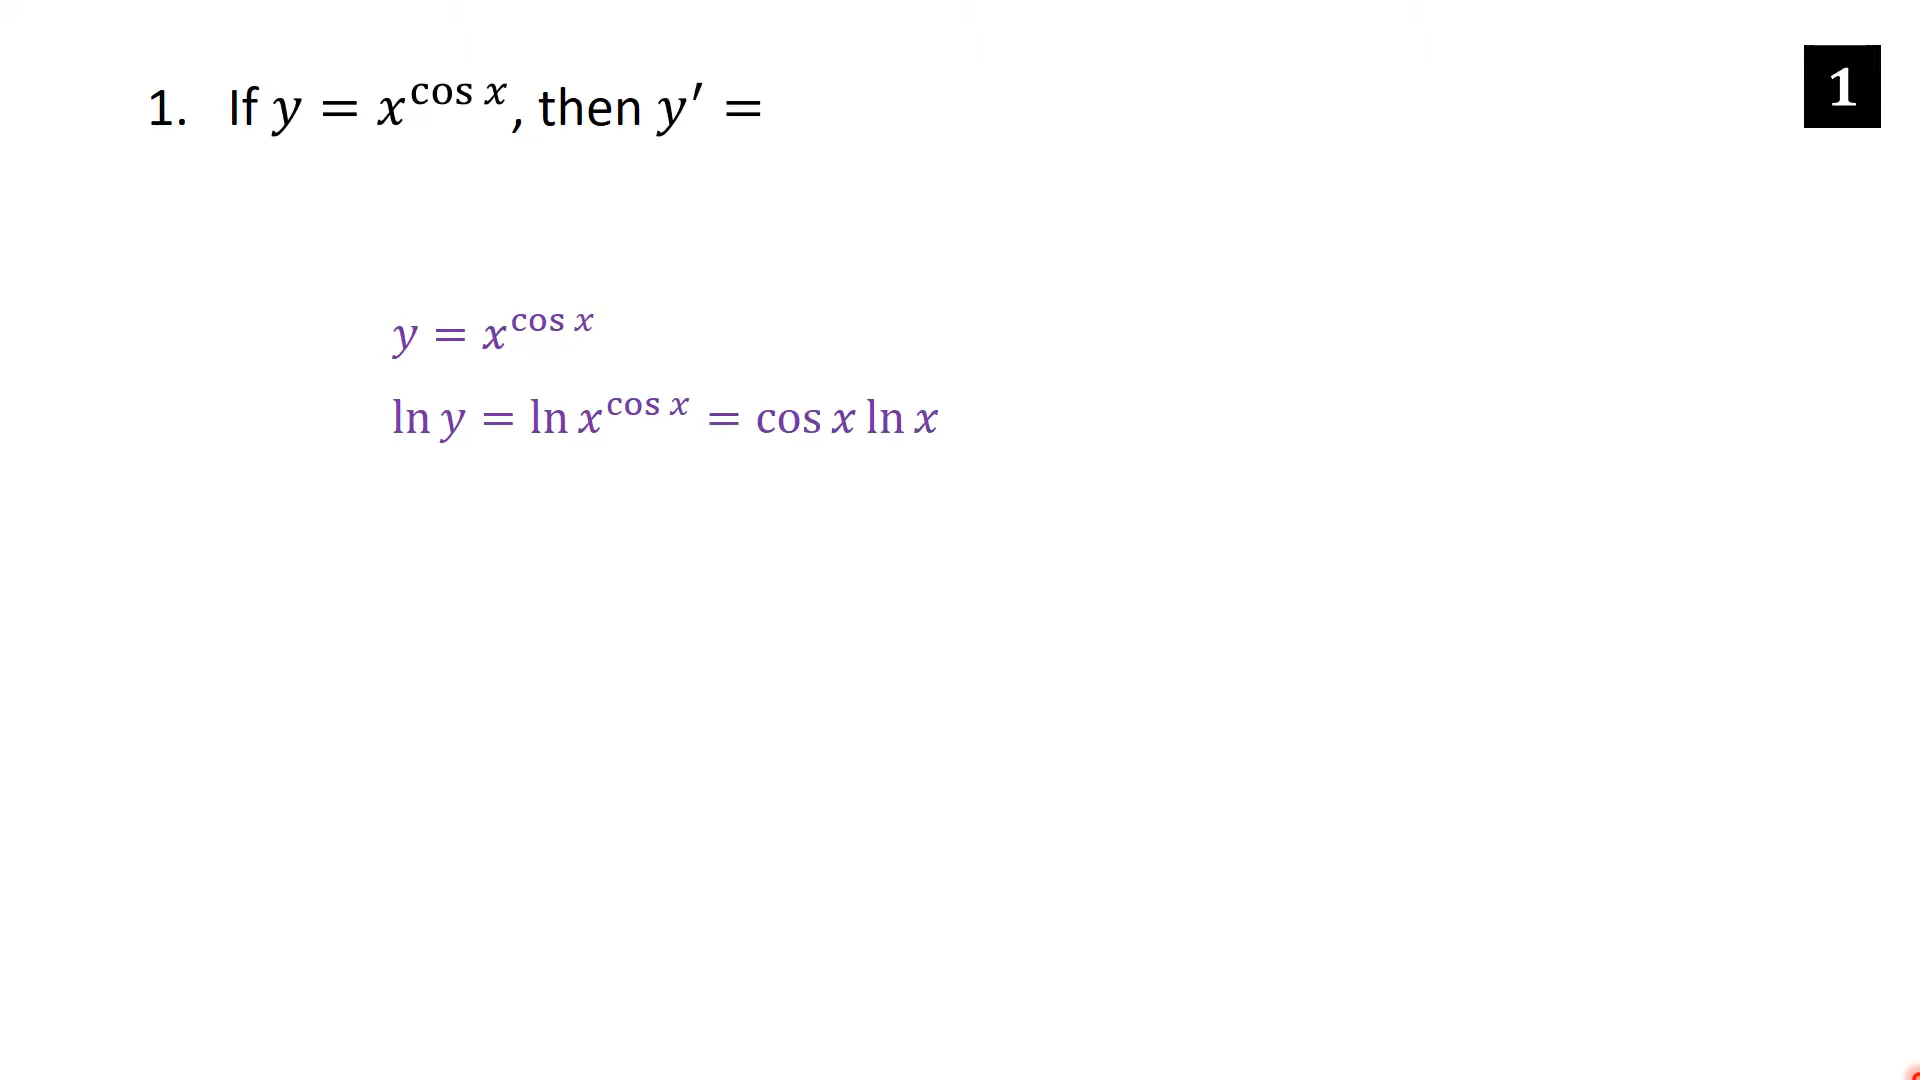 1. If y = x^cos x, then y′ =
1
y = x^cos x
ln y = ln x^cos x = cos x ln x